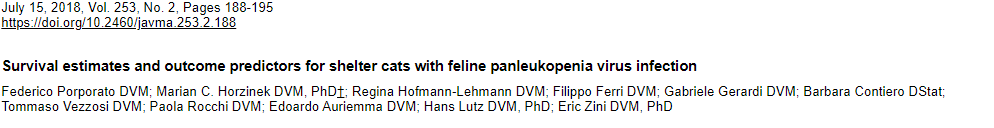 July 15, 2018, Vol. 253, No. 2, Pages 188-195
https://doi.org/10.2460/javma.253.2.188
Survival estimates and outcome predictors for shelter cats with feline panleukopenia virus infection
Federico Porporato DVM; Marian C. Horzinek DVM, PhD†; Regina Hofmann-Lehmann DVM; Filippo Ferri DVM; Gabriele Gerardi DVM; Barbara Contiero DStat;
Tommaso Vezzosi DVM; Paola Rocchi DVM; Edoardo Auriemma DVM; Hans Lutz DVM, PhD; Eric Zini DVM, PhD